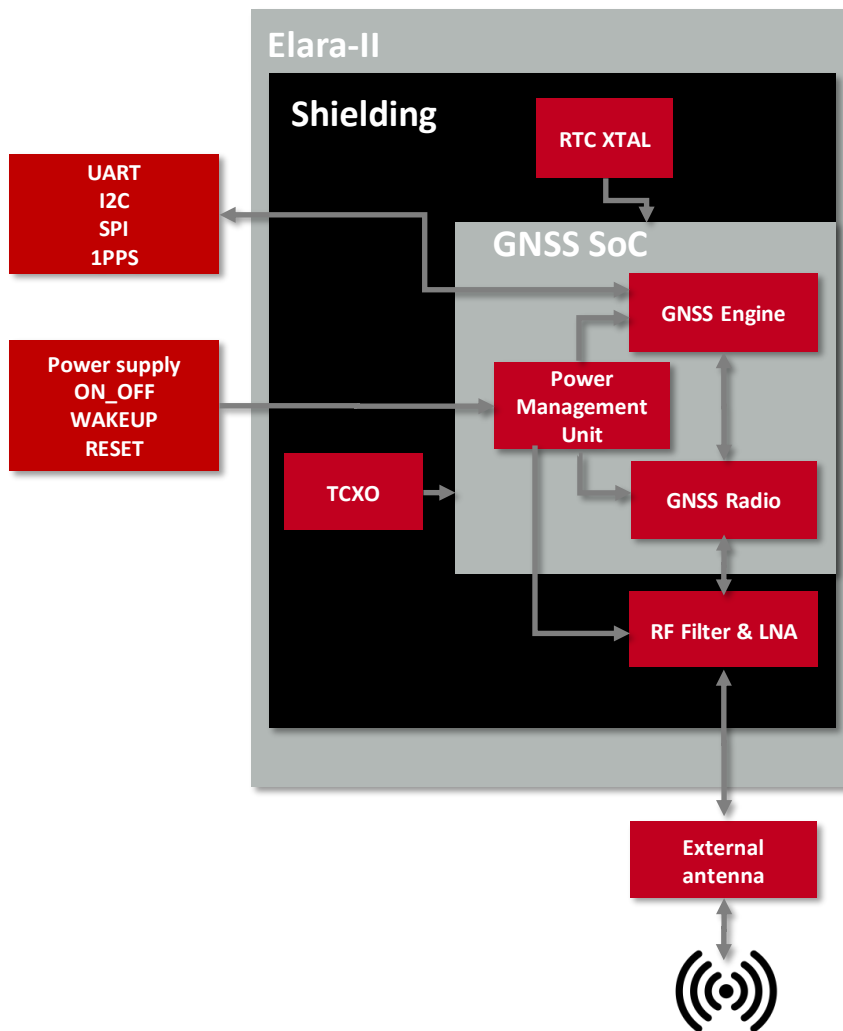 Elara-II
Shielding
RTC XTAL
UART
I2C
SPI
1PPS
GNSS SoC
GNSS Engine
Power supply
ON_OFF
WAKEUP
RESET
Power
Management
Unit
TCXO
GNSS Radio
RF Filter & LNA
External
antenna